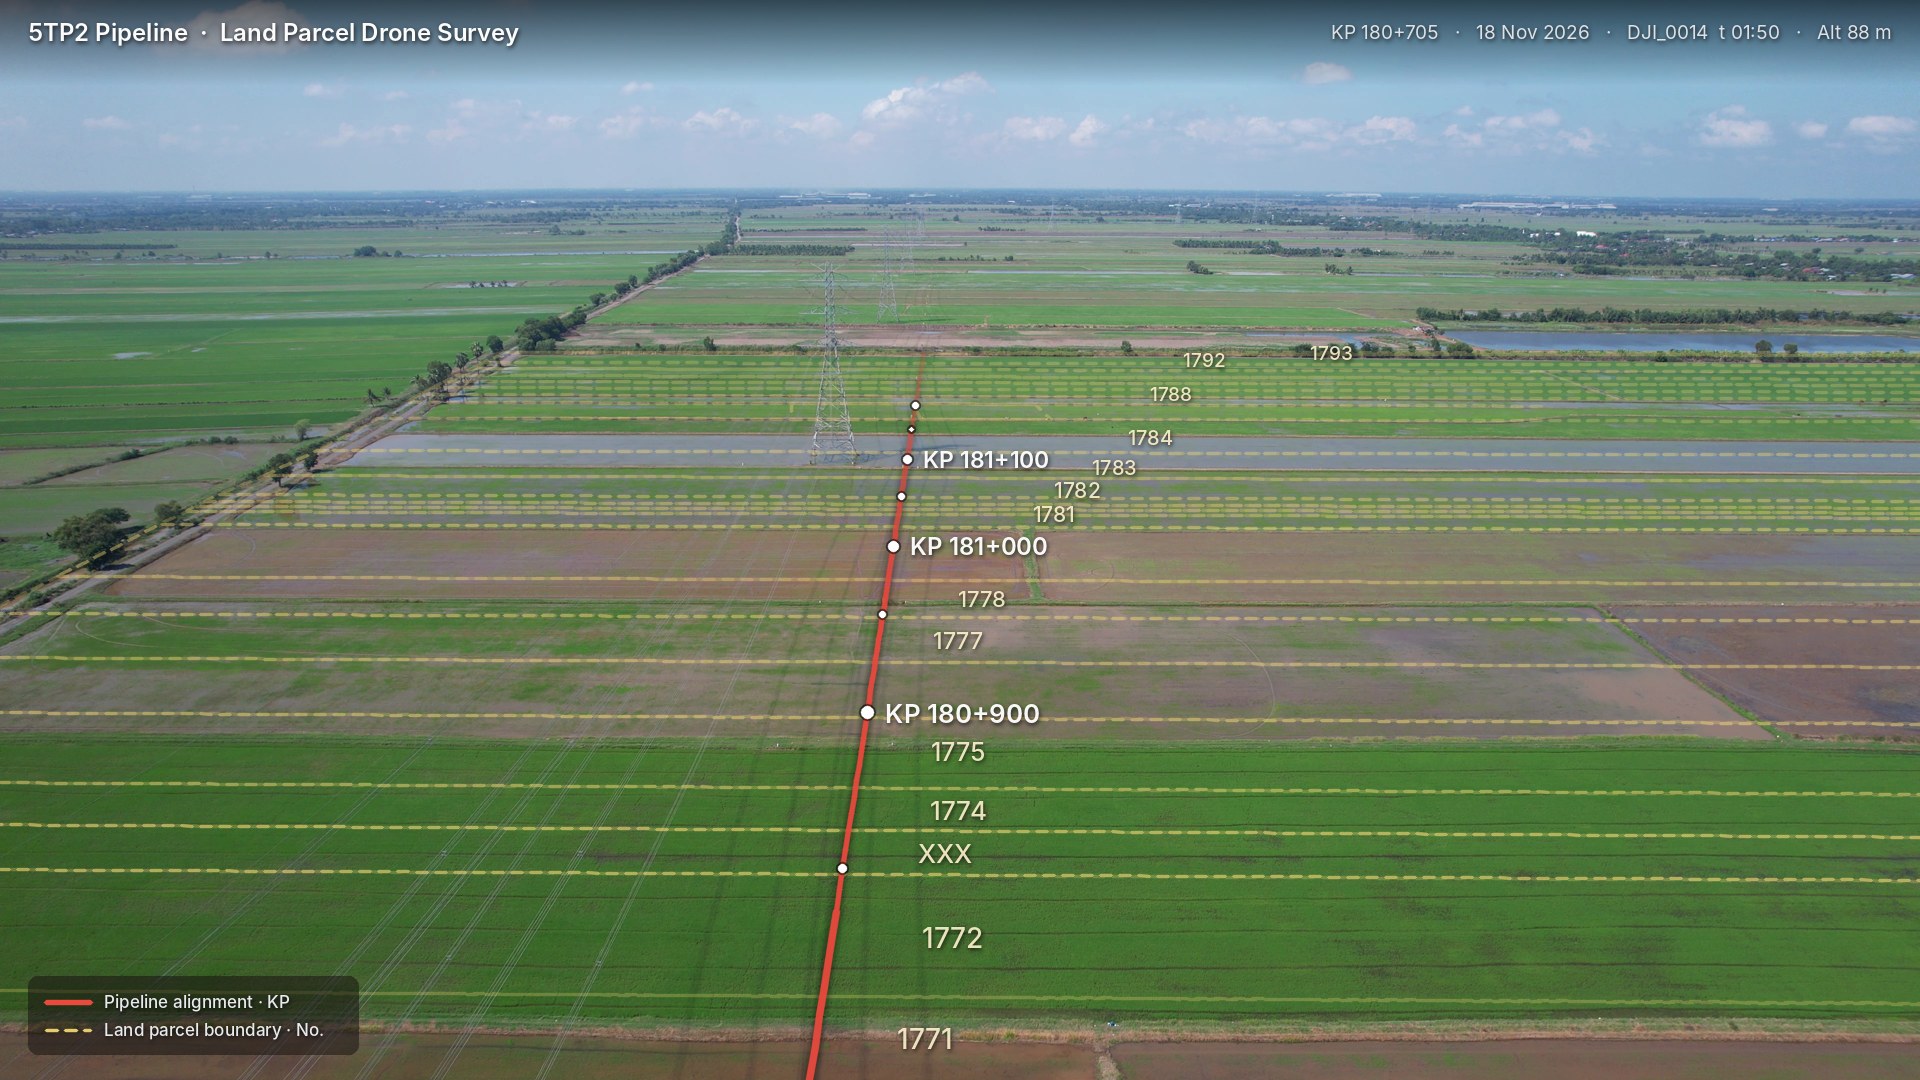 5TP2 Pipeline · Land Parcel Drone Survey
KP 180+705 · 18 Nov 2026 · DJI_0014 t 01:50 · Alt 88 m
1793
1792
1788
1784
KP 181+100
1783
1782
1781
KP 181+000
1778
1777
KP 180+900
1775
1774
XXX
1772
Pipeline alignment · KP
Land parcel boundary · No.
1771